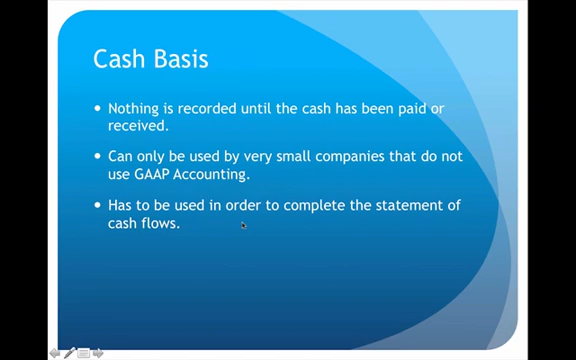 Cash Basis
• Nothing is recorded until the cash has been paid or
received.
• Can only be used by very small companies that do not
use GAAP Accounting.
• Has to be used in order to complete the statement of
cash flows.